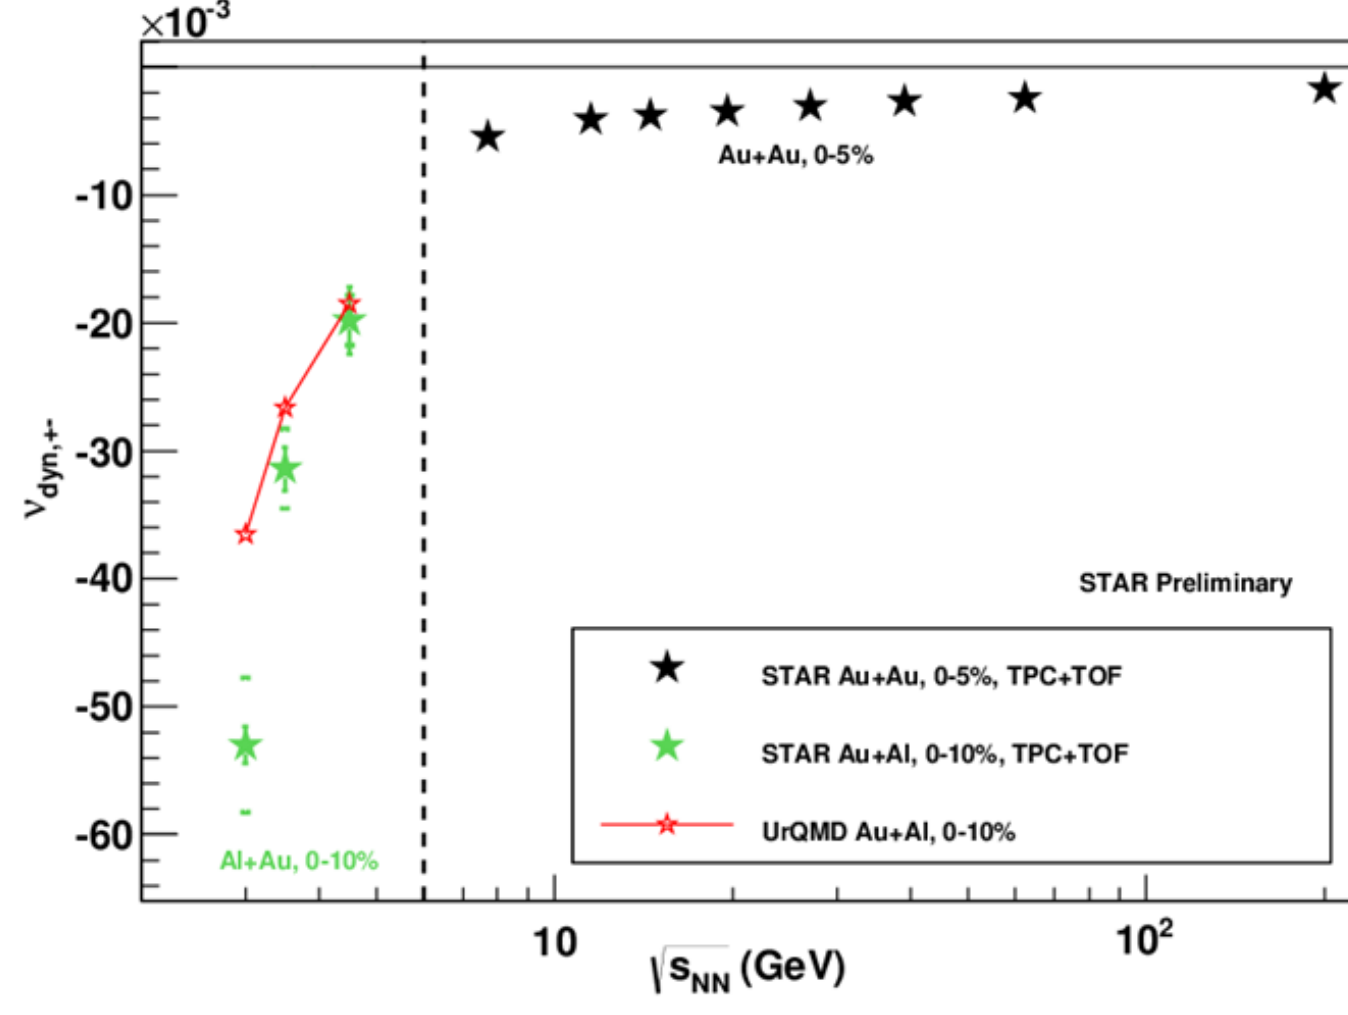 ×10⁻³
Au+Au, 0-5%
-10
-20
-30
-40
-50
-60
νdyn,+-
STAR Preliminary
STAR Au+Au, 0-5%, TPC+TOF
STAR Au+Al, 0-10%, TPC+TOF
UrQMD Au+Al, 0-10%
Al+Au, 0-10%
10
10²
√sNN (GeV)